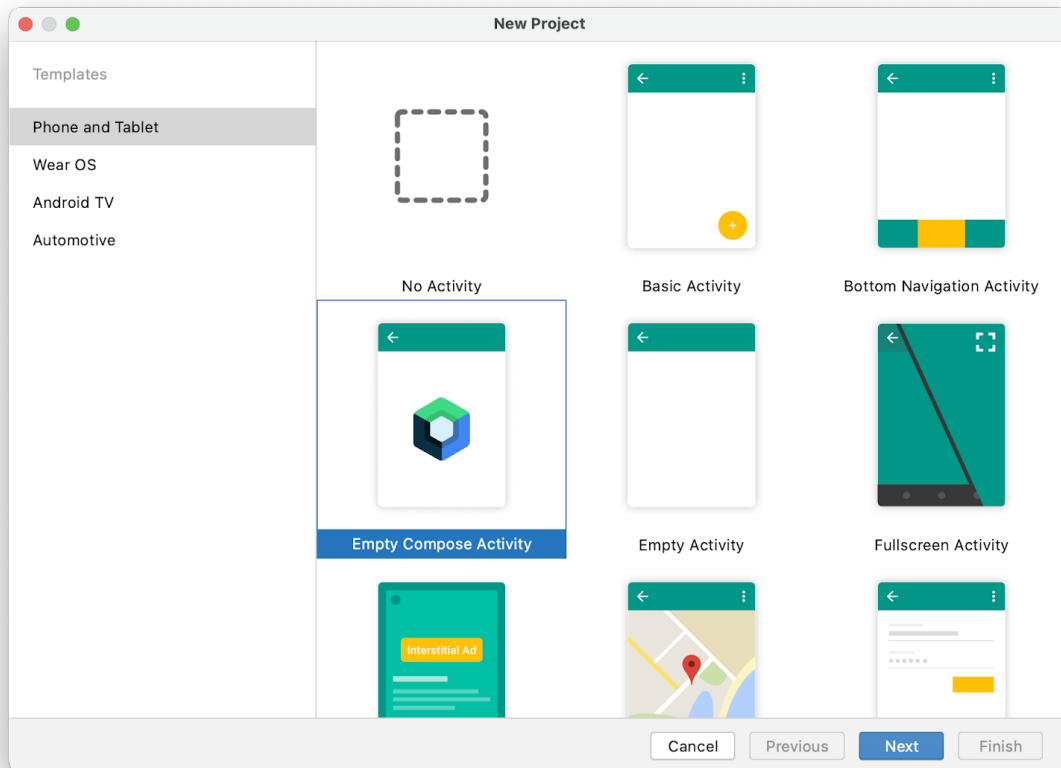 New Project
Templates
Phone and Tablet
Wear OS
Android TV
Automotive
No Activity
Basic Activity
Bottom Navigation Activity
Empty Compose Activity
Empty Activity
Fullscreen Activity
Interstitial Ad
Cancel
Previous
Next
Finish